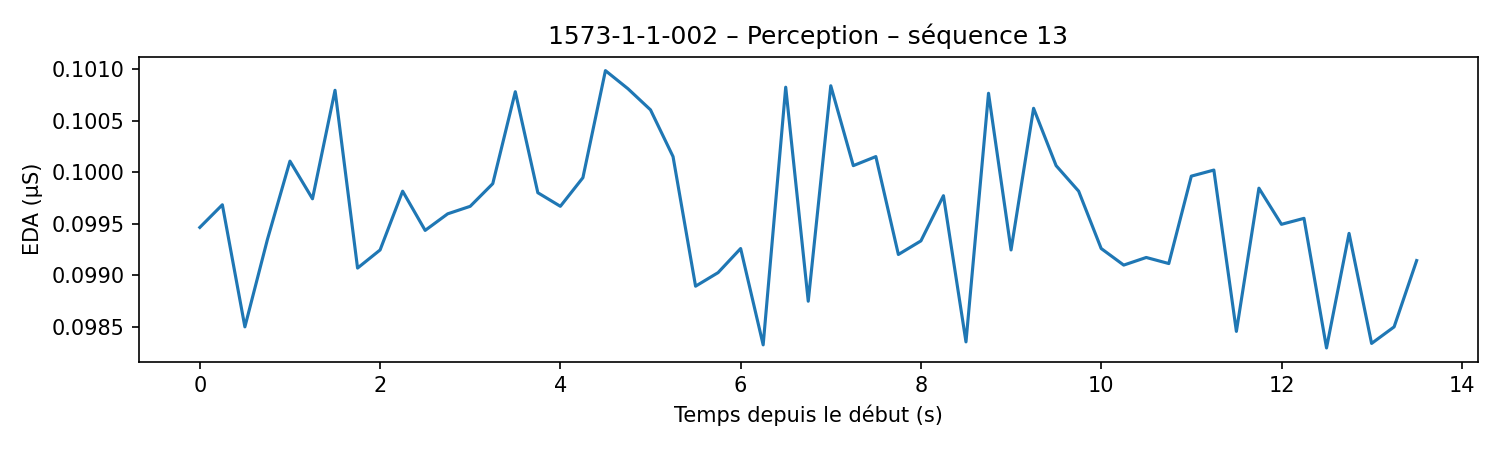 1573-1-1-002 – Perception – séquence 13
EDA (µS)
0.1010
0.1005
0.1000
0.0995
0.0990
0.0985
0 2 4 6 8 10 12 14
Temps depuis le début (s)